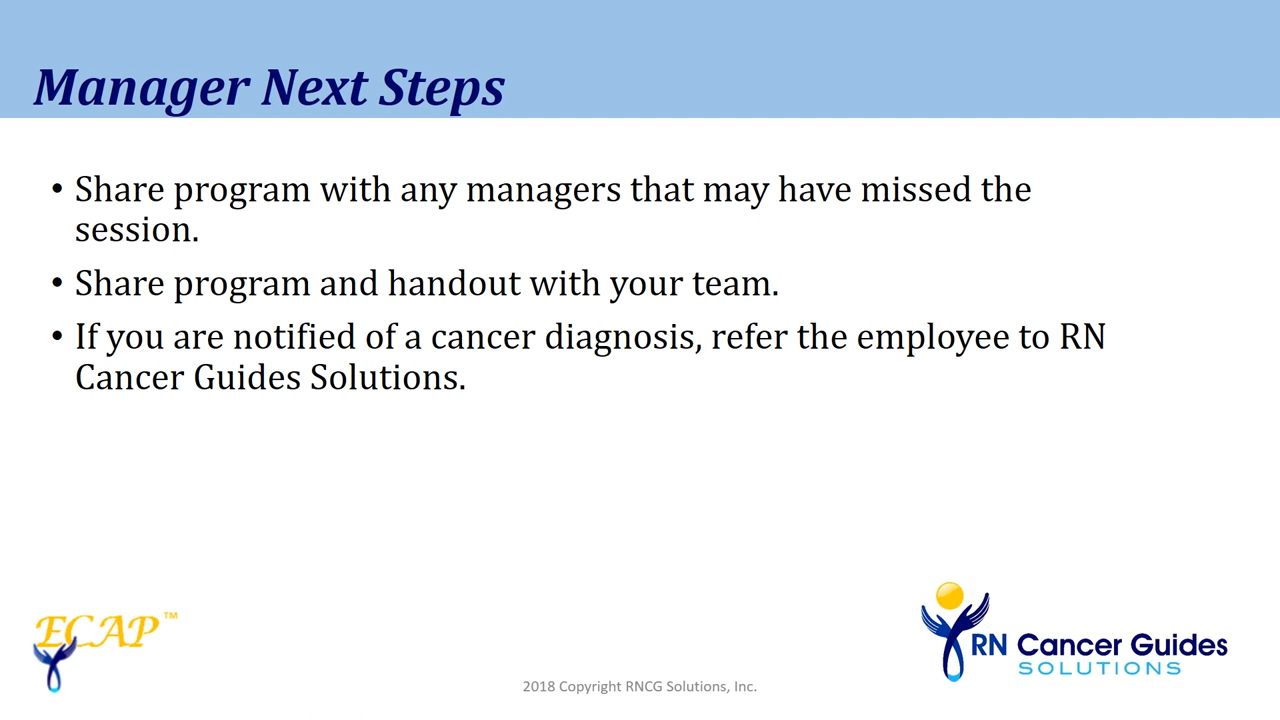 Manager Next Steps
• Share program with any managers that may have missed the
session.
• Share program and handout with your team.
• If you are notified of a cancer diagnosis, refer the employee to RN
Cancer Guides Solutions.
ECAP™
RN Cancer Guides
SOLUTIONS
2018 Copyright RNCG Solutions, Inc.